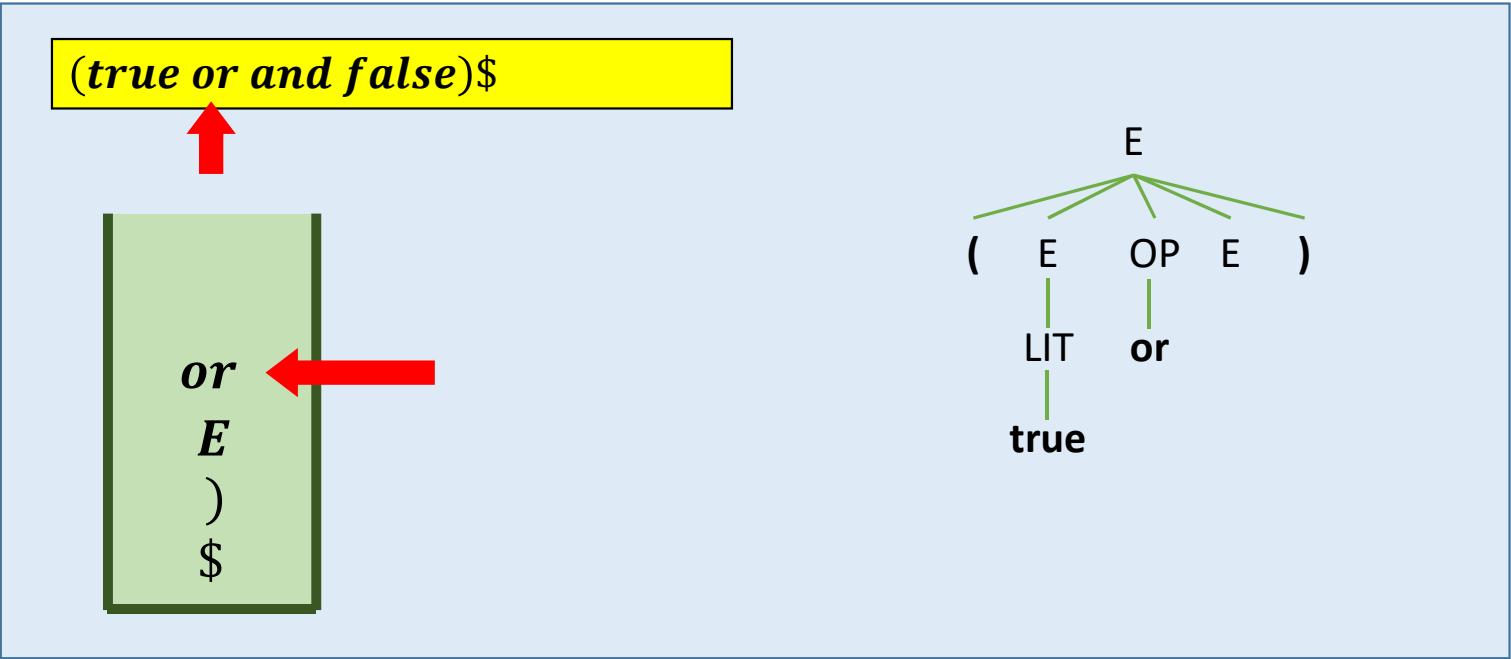 (true or and false)$
or
E
)
$
E
( E OP E )
LIT or
true